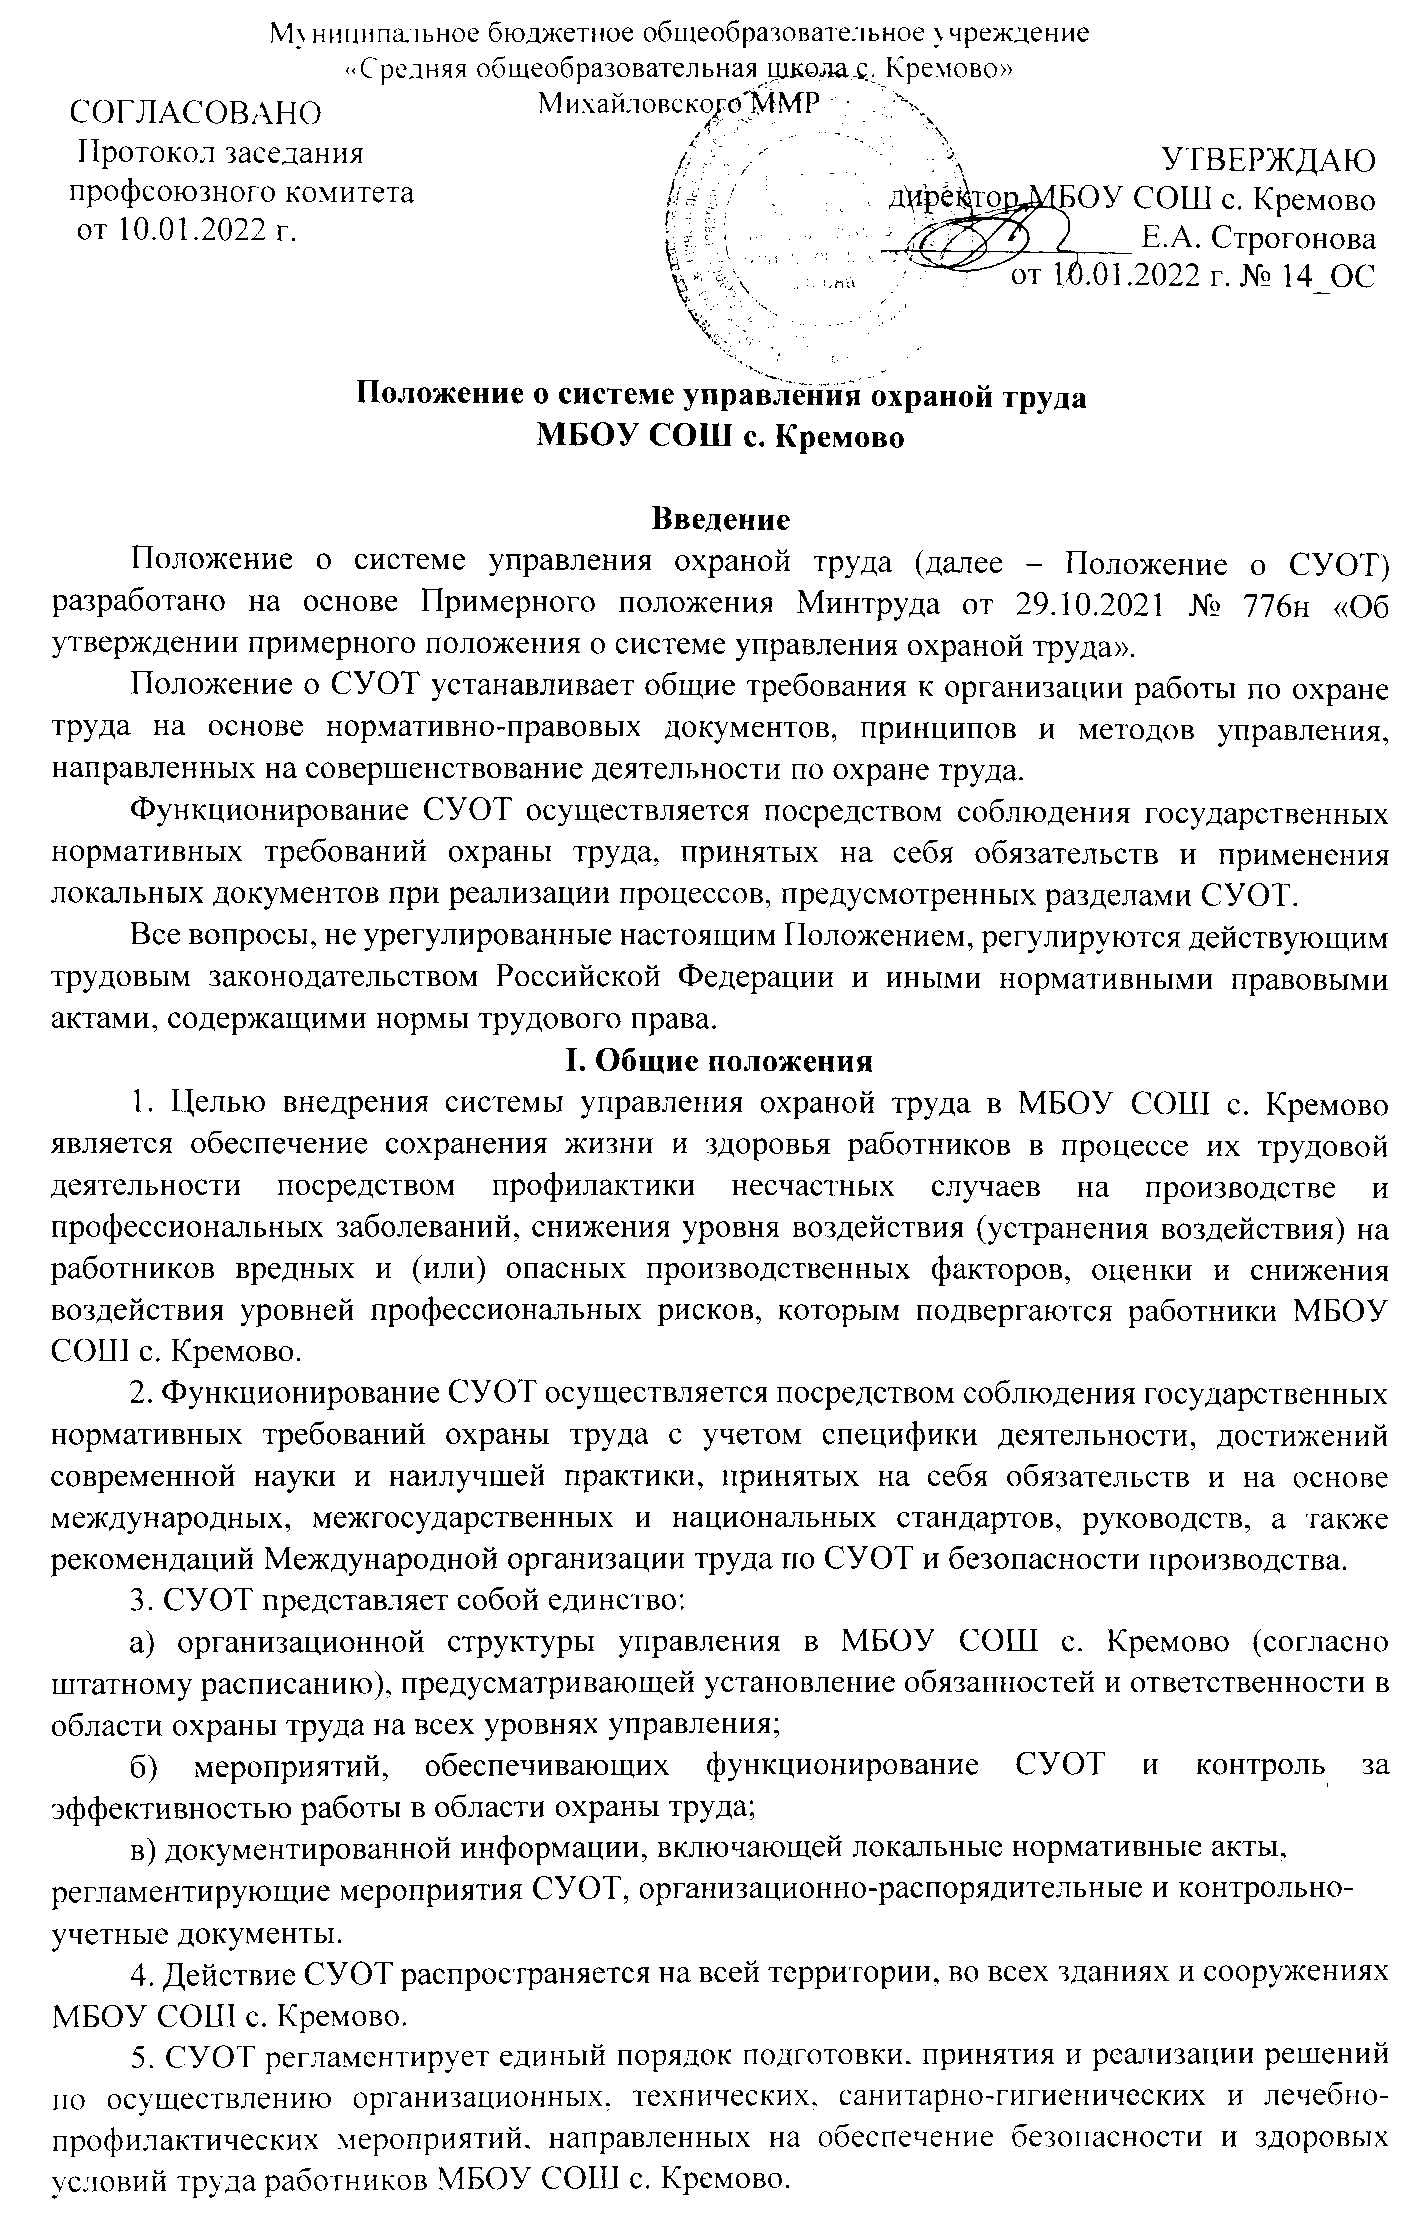 Муниципальное бюджетное общеобразовательное учреждение
«Средняя общеобразовательная школа с. Кремово»
Михайловского ММР
СОГЛАСОВАНО
Протокол заседания
профсоюзного комитета
от 10.01.2022 г.
УТВЕРЖДАЮ
директор МБОУ СОШ с. Кремово
Е.А. Строгонова
от 10.01.2022 г. № 14_ОС
Положение о системе управления охраной труда
МБОУ СОШ с. Кремово
Введение
Положение о системе управления охраной труда (далее – Положение о СУОТ)
разработано на основе Примерного положения Минтруда от 29.10.2021 № 776н «Об
утверждении примерного положения о системе управления охраной труда».
Положение о СУОТ устанавливает общие требования к организации работы по охране
труда на основе нормативно-правовых документов, принципов и методов управления,
направленных на совершенствование деятельности по охране труда.
Функционирование СУОТ осуществляется посредством соблюдения государственных
нормативных требований охраны труда, принятых на себя обязательств и применения
локальных документов при реализации процессов, предусмотренных разделами СУОТ.
Все вопросы, не урегулированные настоящим Положением, регулируются действующим
трудовым законодательством Российской Федерации и иными нормативными правовыми
актами, содержащими нормы трудового права.
I. Общие положения
1. Целью внедрения системы управления охраной труда в МБОУ СОШ с. Кремово
является обеспечение сохранения жизни и здоровья работников в процессе их трудовой
деятельности посредством профилактики несчастных случаев на производстве и
профессиональных заболеваний, снижения уровня воздействия (устранения воздействия) на
работников вредных и (или) опасных производственных факторов, оценки и снижения
воздействия уровней профессиональных рисков, которым подвергаются работники МБОУ
СОШ с. Кремово.
2. Функционирование СУОТ осуществляется посредством соблюдения государственных
нормативных требований охраны труда с учетом специфики деятельности, достижений
современной науки и наилучшей практики, принятых на себя обязательств и на основе
международных, межгосударственных и национальных стандартов, руководств, а также
рекомендаций Международной организации труда по СУОТ и безопасности производства.
3. СУОТ представляет собой единство:
а) организационной структуры управления в МБОУ СОШ с. Кремово (согласно
штатному расписанию), предусматривающей установление обязанностей и ответственности в
области охраны труда на всех уровнях управления;
б) мероприятий, обеспечивающих функционирование СУОТ и контроль за
эффективностью работы в области охраны труда;
в) документированной информации, включающей локальные нормативные акты,
регламентирующие мероприятия СУОТ, организационно-распорядительные и контрольно-
учетные документы.
4. Действие СУОТ распространяется на всей территории, во всех зданиях и сооружениях
МБОУ СОШ с. Кремово.
5. СУОТ регламентирует единый порядок подготовки, принятия и реализации решений
по осуществлению организационных, технических, санитарно-гигиенических и лечебно-
профилактических мероприятий, направленных на обеспечение безопасности и здоровых
условий труда работников МБОУ СОШ с. Кремово.